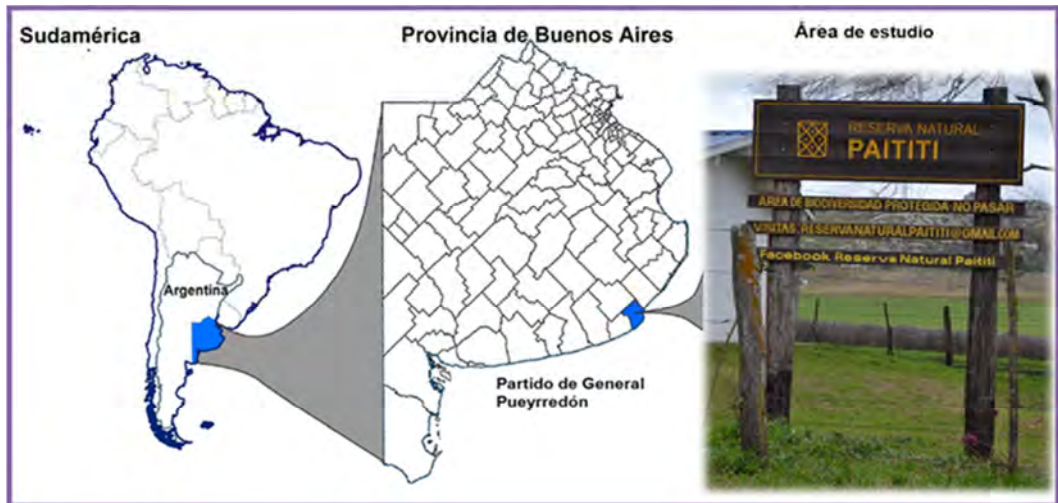 Sudamérica
Argentina
Provincia de Buenos Aires
Partido de General
Pueyrredón
Área de estudio
RESERVA NATURAL
PAITITI
ÁREA DE BIODIVERSIDAD PROTEGIDA NO PASAR
VISITAS: RESERVANATURALPAITITI@GMAIL.COM
Facebook Reserva Natural Paititi